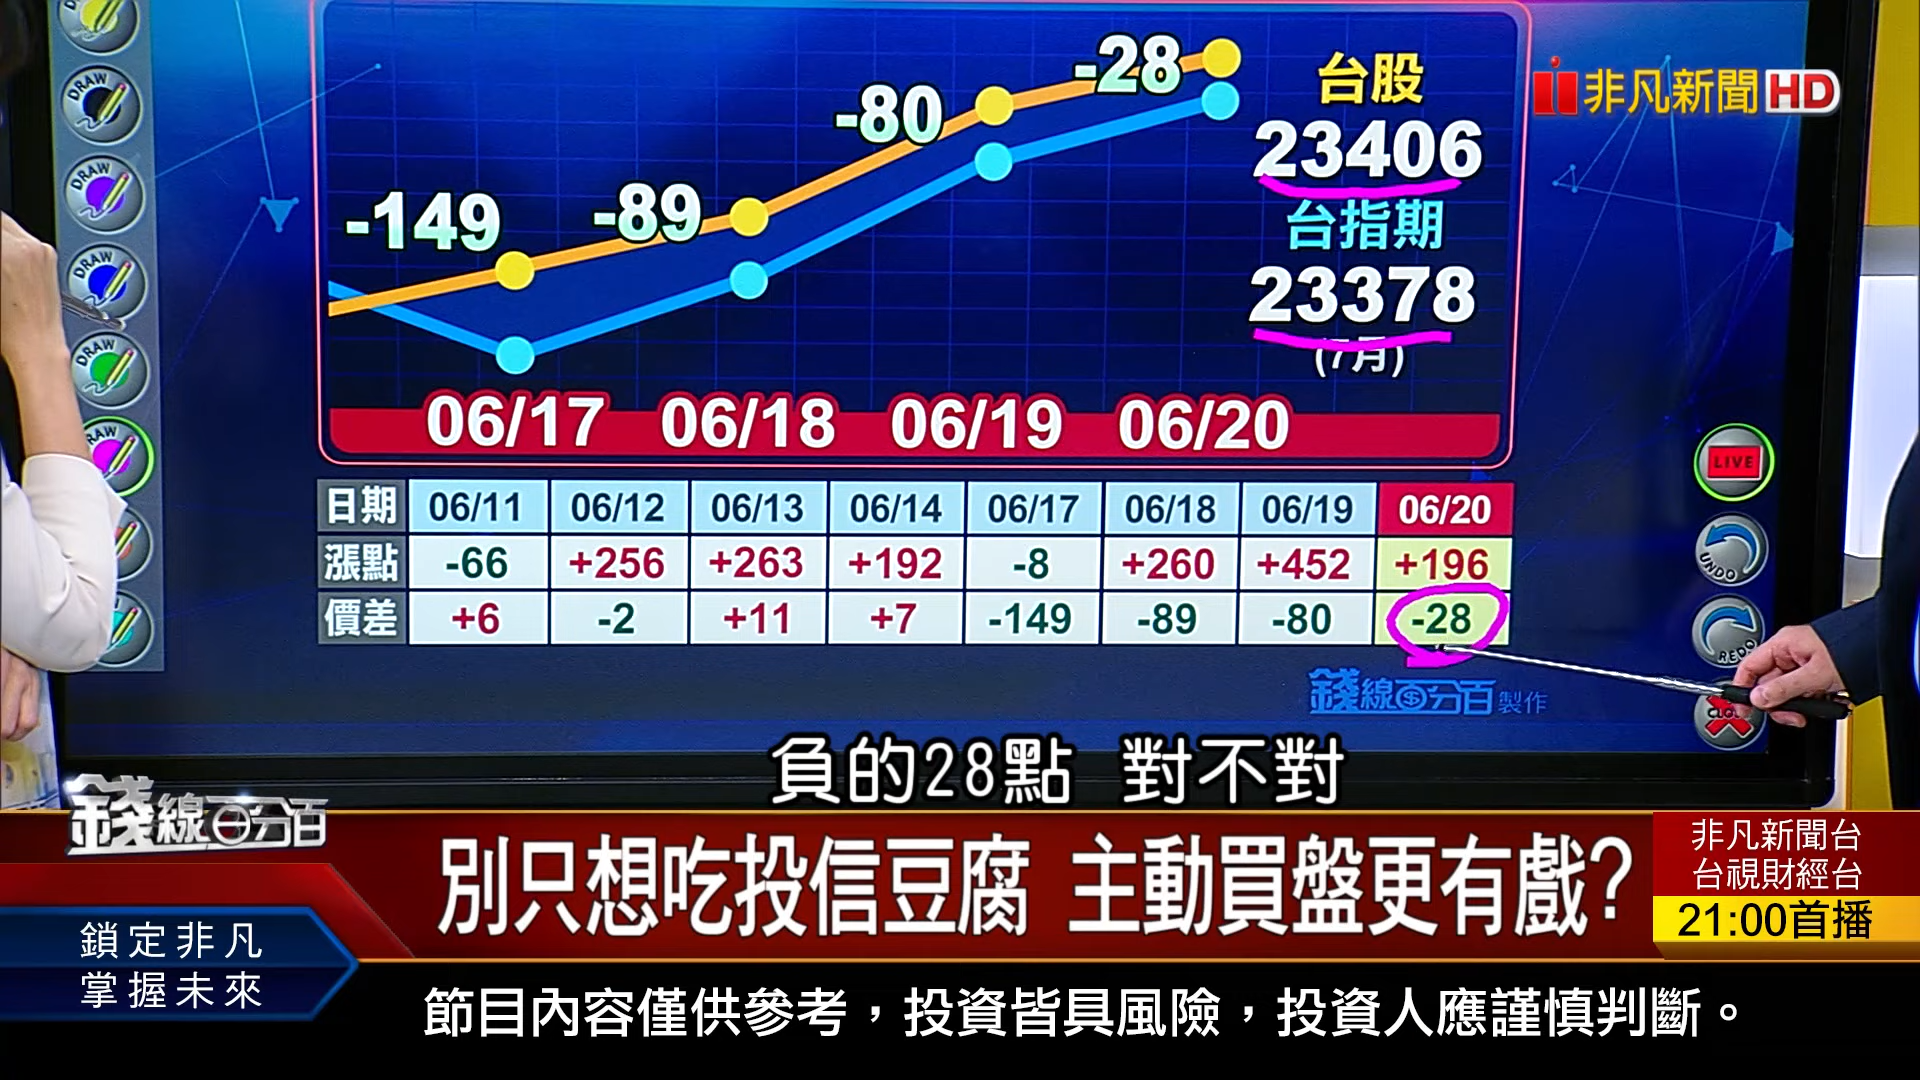 DRAW
DRAW
DRAW
DRAW
DRAW
-149
-89
-80
-28
台股
23406
台指期
23378
(7月)
非凡新聞HD
06/17 06/18 06/19 06/20
日期 06/11 06/12 06/13 06/14 06/17 06/18 06/19 06/20
漲點 -66 +256 +263 +192 -8 +260 +452 +196
價差 +6 -2 +11 +7 -149 -89 -80 -28
LIVE
UNDO
REDO
錢線百分百製作
負的28點 對不對
錢線百分百
別只想吃投信豆腐 主動買盤更有戲?
非凡新聞台
台視財經台
21:00首播
鎖定非凡
掌握未來
節目內容僅供參考，投資皆具風險，投資人應謹慎判斷。